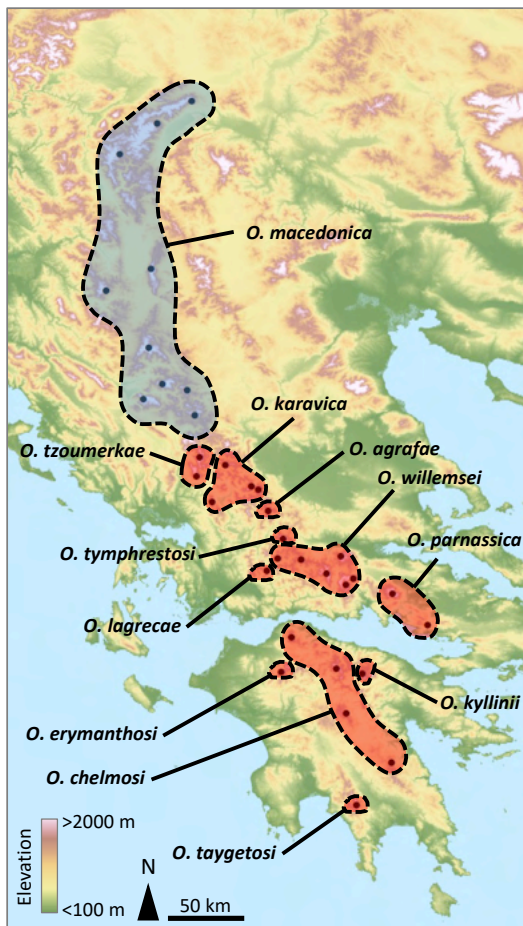 O. macedonica
O. karavica
O. tzoumerkae
O. agrafae
O. willemsei
O. tymphrestosi
O. parnassica
O. lagrecae
O. kyllinii
O. erymanthosi
O. chelmosi
O. taygetosi
Elevation
>2000 m
<100 m
N
50 km